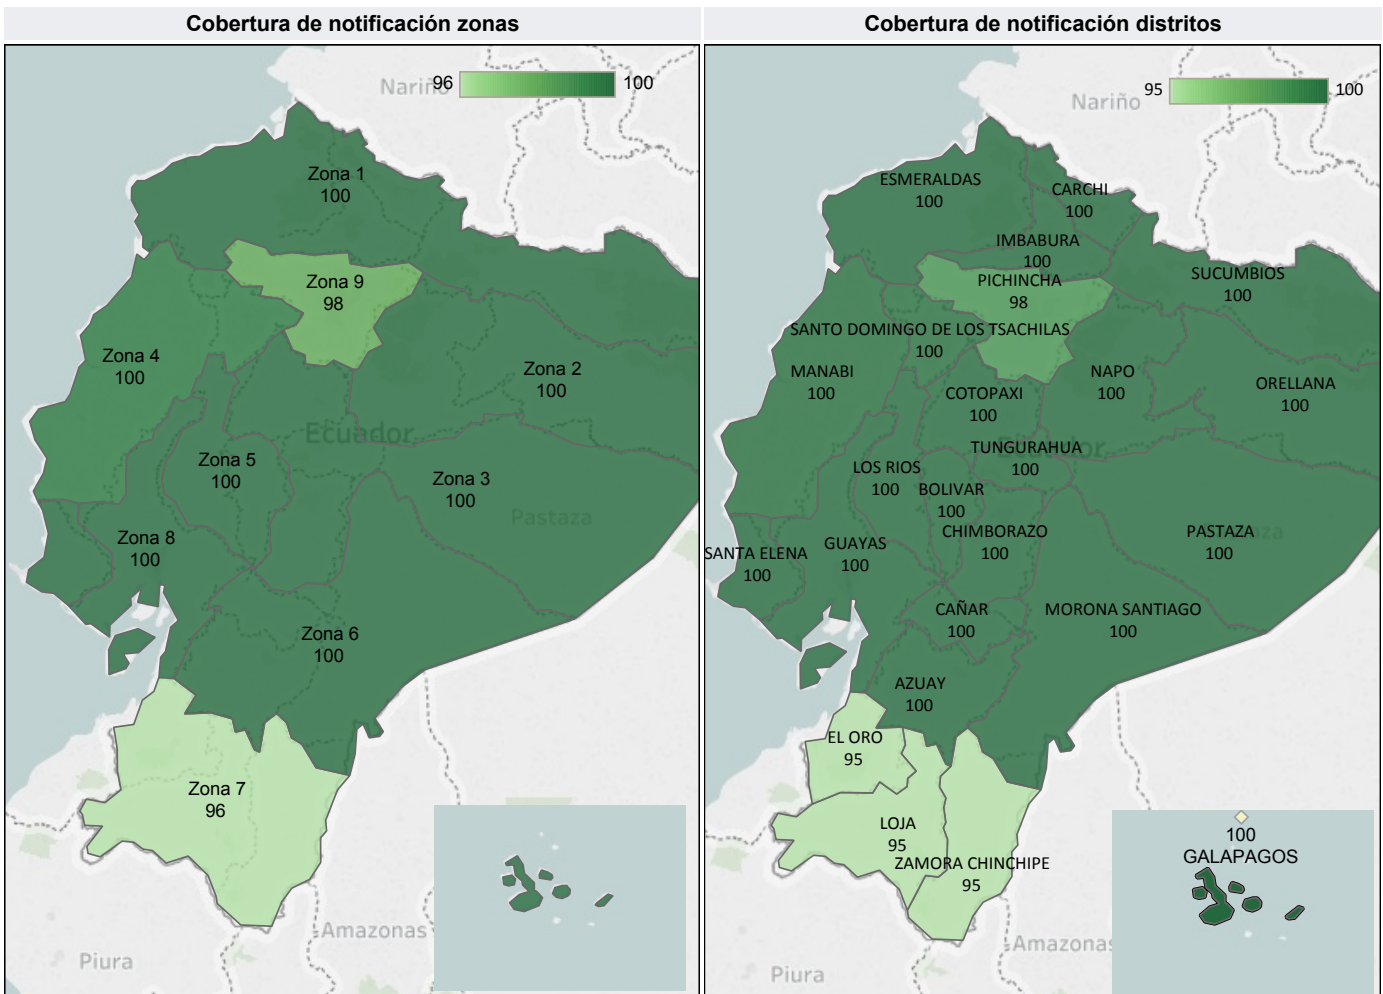 Cobertura de notificación zonas
Nariño
96
100
Zona 1
100
Zona 9
98
Zona 4
100
Zona 2
100
Ecuador
Zona 5
100
Zona 3
100
Pastaza
Zona 8
100
Zona 6
100
Zona 7
96
Amazonas
Piura
Cobertura de notificación distritos
95
100
Nariño
ESMERALDAS
100
CARCHI
100
IMBABURA
100
SUCUMBIOS
100
PICHINCHA
98
SANTO DOMINGO DE LOS TSACHILAS
100
MANABI
100
NAPO
100
ORELLANA
100
COTOPAXI
100
TUNGURAHUA
100
LOS RIOS
100
BOLIVAR
100
CHIMBORAZO
100
PASTAZA
100
SANTA ELENA
100
GUAYAS
100
CAÑAR
100
MORONA SANTIAGO
100
AZUAY
100
EL ORO
95
LOJA
95
ZAMORA CHINCHIPE
95
100
GALAPAGOS
Amazonas
Piura